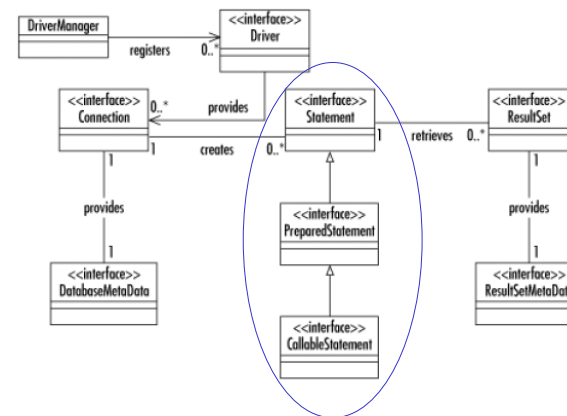 DriverManager
registers
0..*
<<interface>>
Driver
<<interface>>
Connection
0..*
provides
1
creates
0..*
<<interface>>
Statement
1
retrieves
0..*
<<interface>>
ResultSet
1
provides
1
<<interface>>
DatabaseMetaData
<<interface>>
PreparedStatement
<<interface>>
CallableStatement
1
provides
1
<<interface>>
ResultSetMetaDat